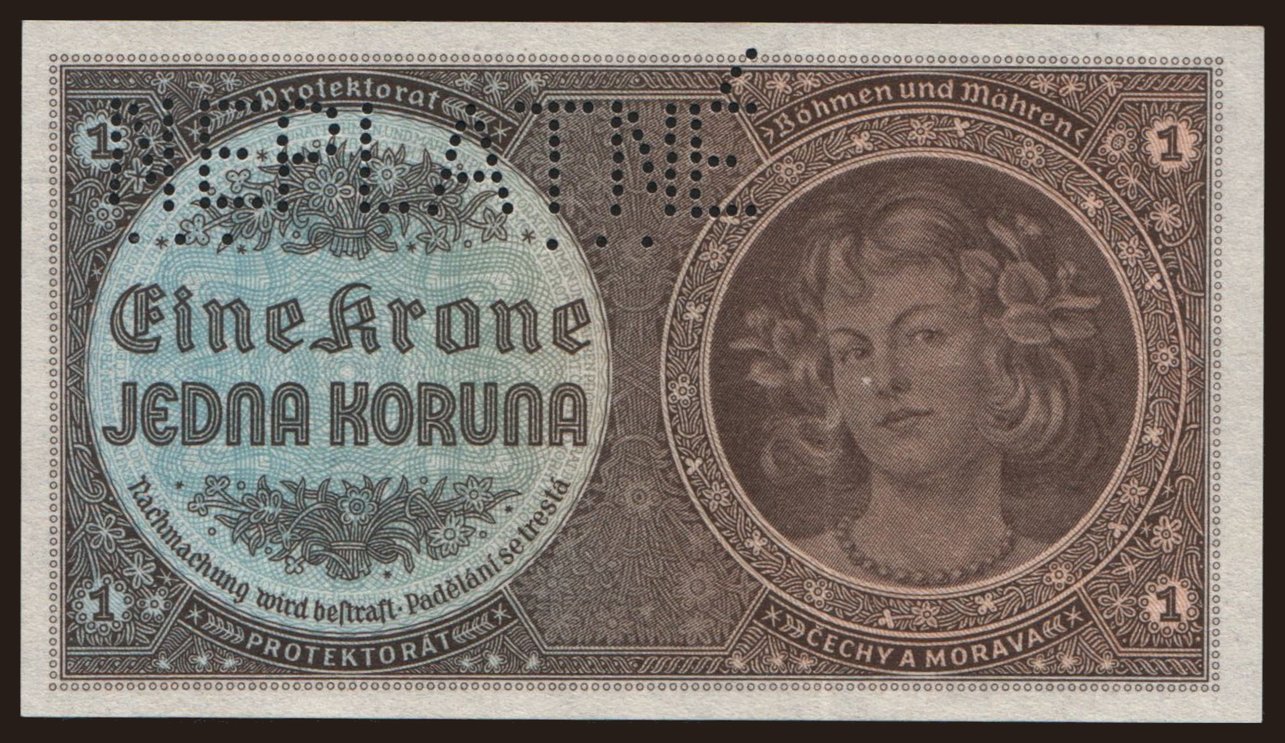 Protektorat
Böhmen und Mähren
1
1
NEPLATNÉ
Eine Krone
JEDNA KORUNA
Nachmachung wird bestraft · Padělání se trestá
1
1
PROTEKTORÁT
ČECHY A MORAVA